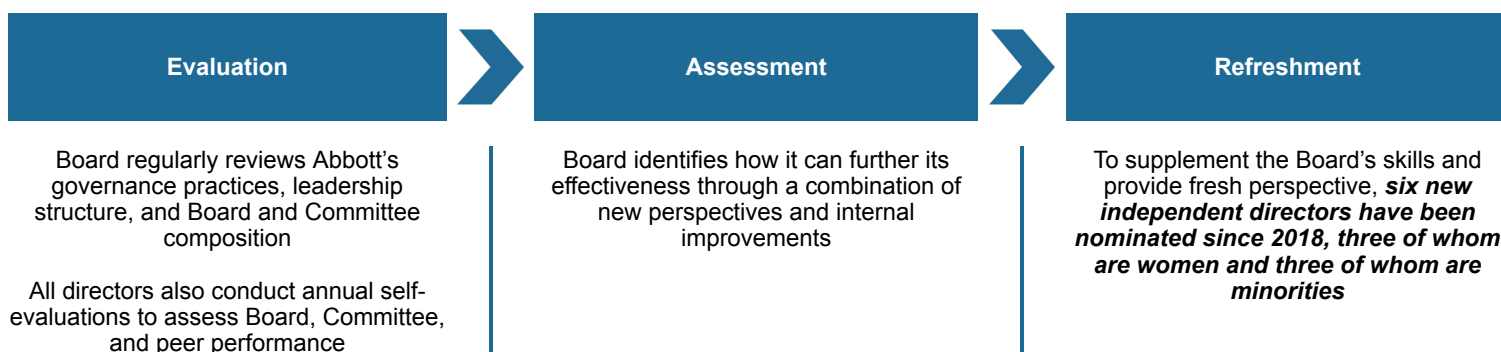 Evaluation
Board regularly reviews Abbott's
governance practices, leadership
structure, and Board and Committee
composition
All directors also conduct annual self-
evaluations to assess Board, Committee,
and peer performance
Assessment
Board identifies how it can further its
effectiveness through a combination of
new perspectives and internal
improvements
Refreshment
To supplement the Board's skills and
provide fresh perspective, six new
independent directors have been
nominated since 2018, three of whom
are women and three of whom are
minorities